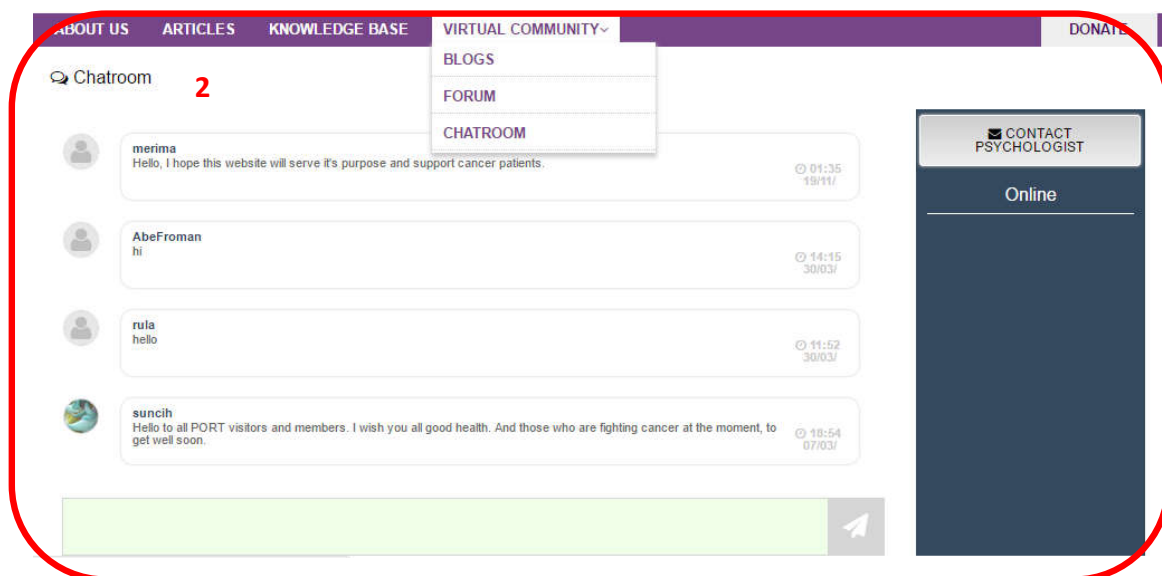 ABOUT US ARTICLES KNOWLEDGE BASE VIRTUAL COMMUNITY DONATE
BLOGS
FORUM
CHATROOM
Chatroom
2
merima
Hello, I hope this website will serve it's purpose and support cancer patients.
01:35
19/11/
AbeFroman
hi
14:15
30/03/
rula
hello
11:52
30/03/
suncih
Hello to all PORT visitors and members. I wish you all good health. And those who are fighting cancer at the moment, to
get well soon.
18:54
07/03/
CONTACT
PSYCHOLOGIST
Online